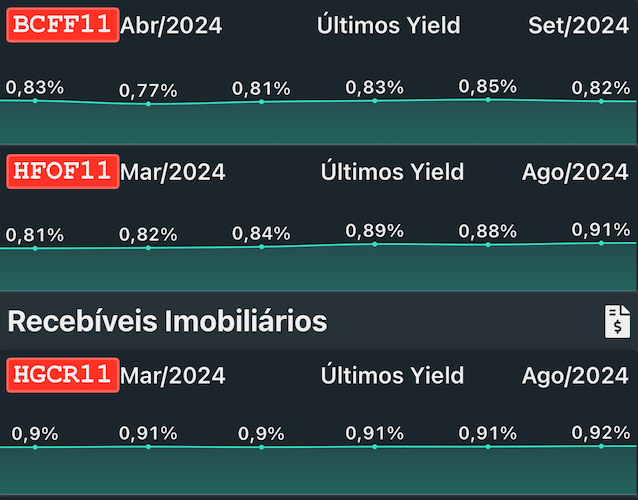 BCFF11 Abr/2024 Últimos Yield Set/2024
0,83% 0,77% 0,81% 0,83% 0,85% 0,82%
HFOF11 Mar/2024 Últimos Yield Ago/2024
0,81% 0,82% 0,84% 0,89% 0,88% 0,91%
Recebíveis Imobiliários
$
HGCR11 Mar/2024 Últimos Yield Ago/2024
0,9% 0,91% 0,9% 0,91% 0,91% 0,92%